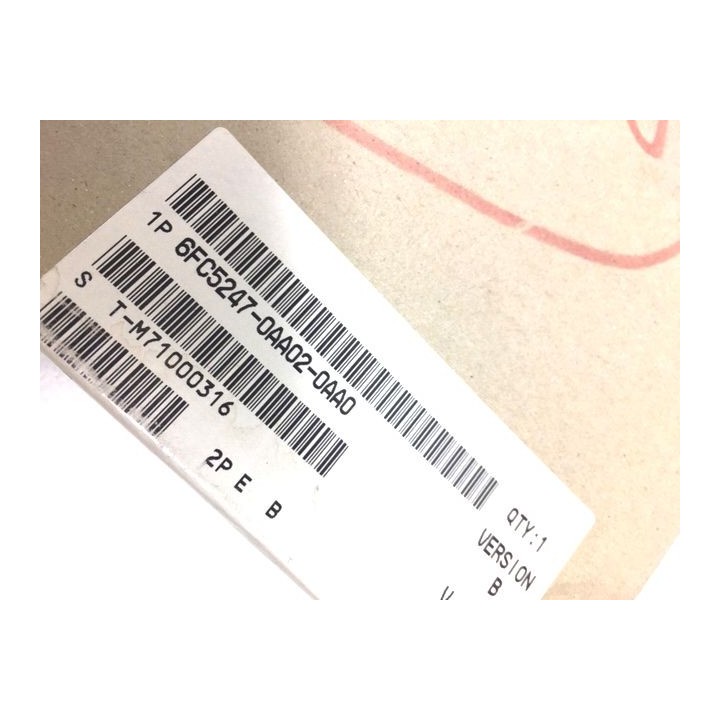 1P 6FC5247-0AA02-0AA0
S T-M71000316
2P E B
QTY:1
VERSION
B